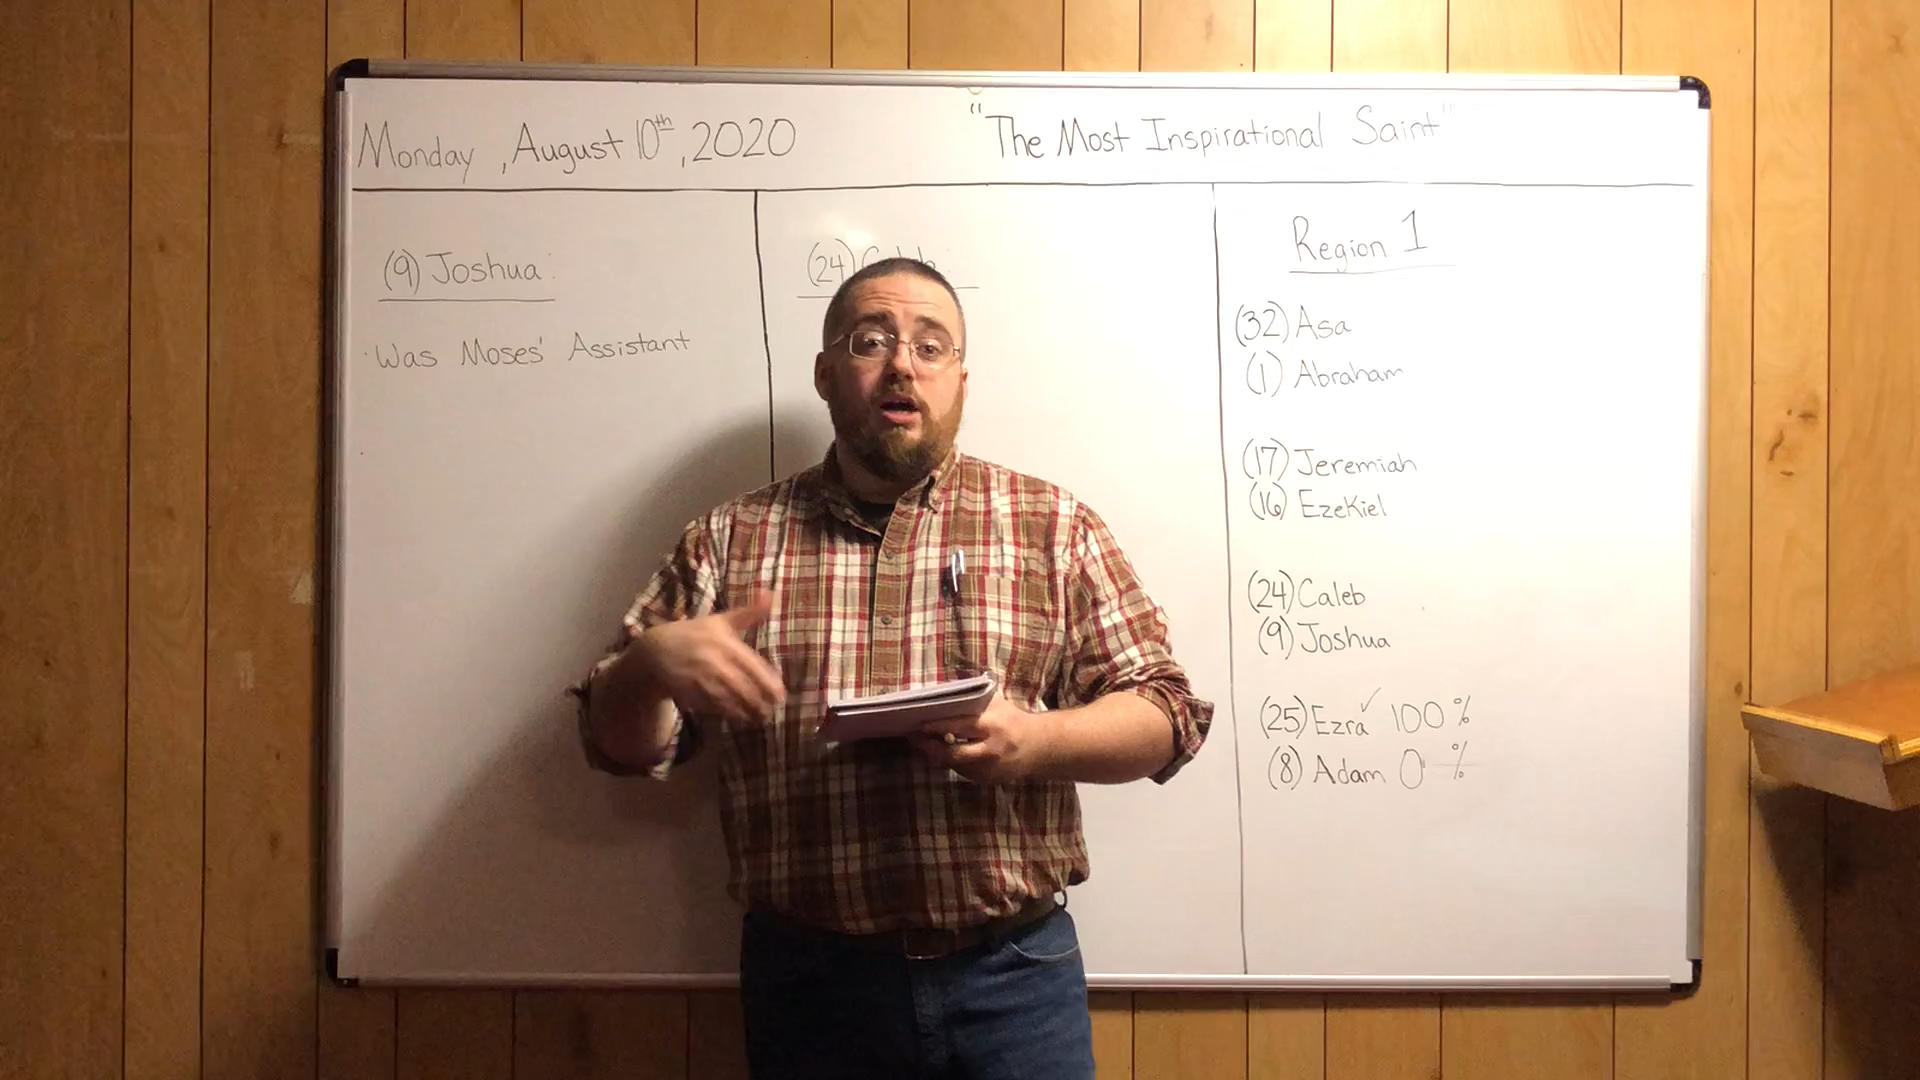 Monday, August 10th, 2020
"The Most Inspirational Saint"
(9) Joshua:
· Was Moses' Assistant
(24) Caleb:
Region 1
(32) Asa
(1) Abraham
(17) Jeremiah
(16) Ezekiel
(24) Caleb
(9) Joshua
(25) Ezra ✓ 100 %
(8) Adam 0 %